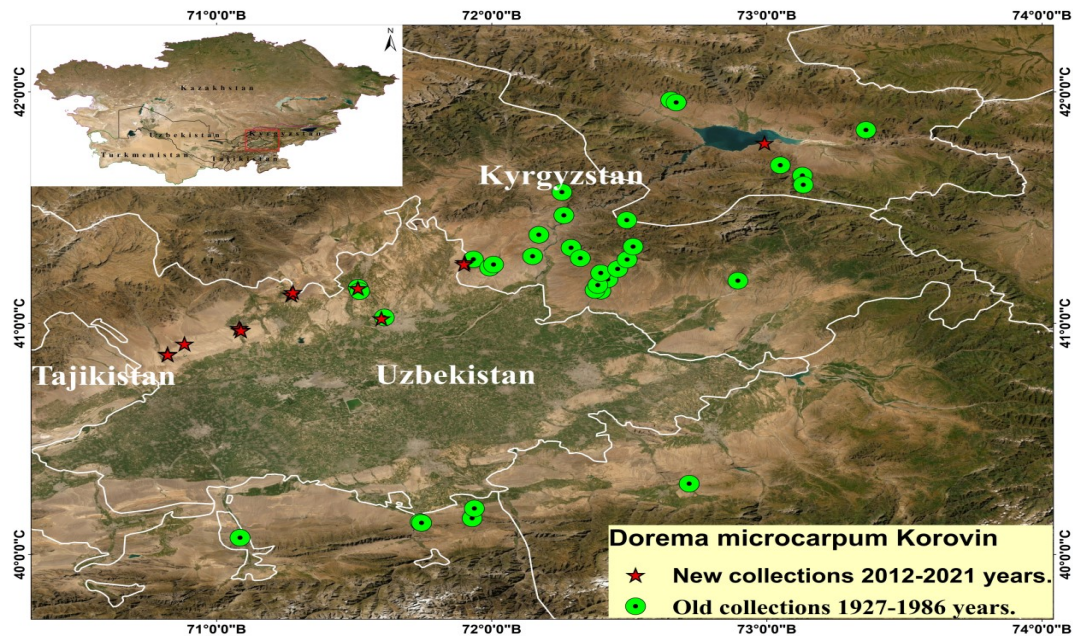 71°0'0"B 72°0'0"B 73°0'0"B 74°0'0"B
N
Kazakhstan
Uzbekistan Kyrgyzstan
Turkmenistan Tajikistan
42°0'0"C 42°0'0"C
Kyrgyzstan
41°0'0"C 41°0'0"C
Tajikistan Uzbekistan
Dorema microcarpum Korovin
40°0'0"C 40°0'0"C
New collections 2012-2021 years.
Old collections 1927-1986 years.
71°0'0"B 72°0'0"B 73°0'0"B 74°0'0"B